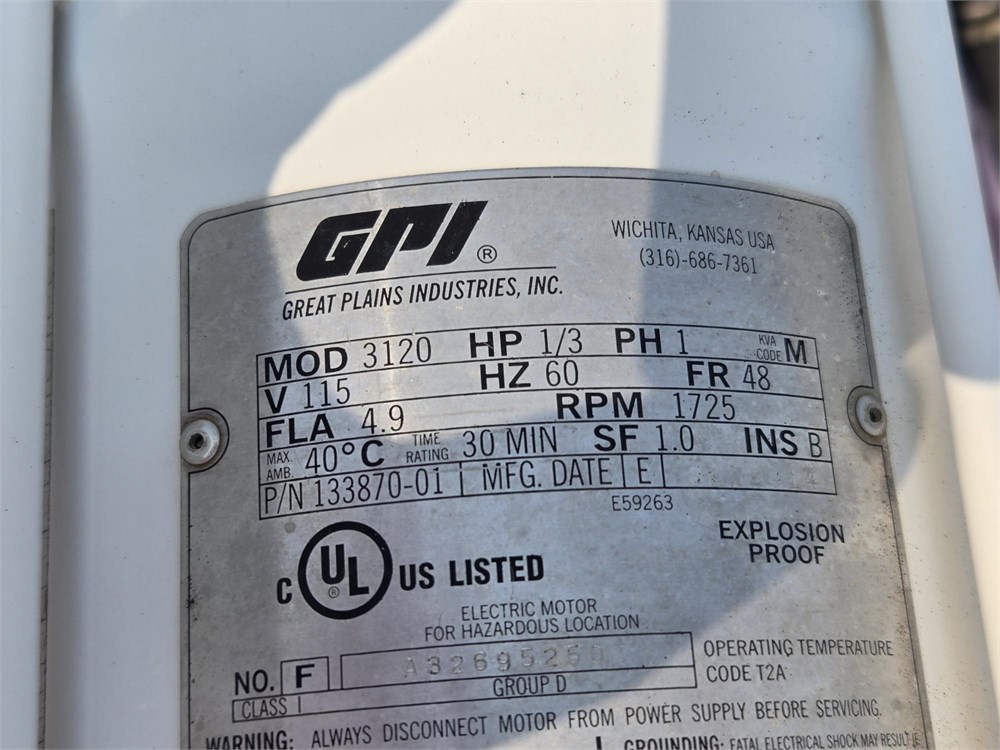 GPI®
GREAT PLAINS INDUSTRIES, INC.
WICHITA, KANSAS USA
(316)-686-7361
MOD 3120 HP 1/3 PH 1 KVA CODE M
V 115 HZ 60 FR 48
FLA 4.9 RPM 1725
MAX. AMB. 40°C TIME RATING 30 MIN SF 1.0 INS B
P/N 133870-01 MFG. DATE E
E59263
EXPLOSION
PROOF
C UL® US LISTED
ELECTRIC MOTOR
FOR HAZARDOUS LOCATION
NO. F
CLASS I GROUP D
OPERATING TEMPERATURE
CODE T2A
WARNING: ALWAYS DISCONNECT MOTOR FROM POWER SUPPLY BEFORE SERVICING.
GROUNDING: FATAL ELECTRICAL SHOCK MAY RESULT IF